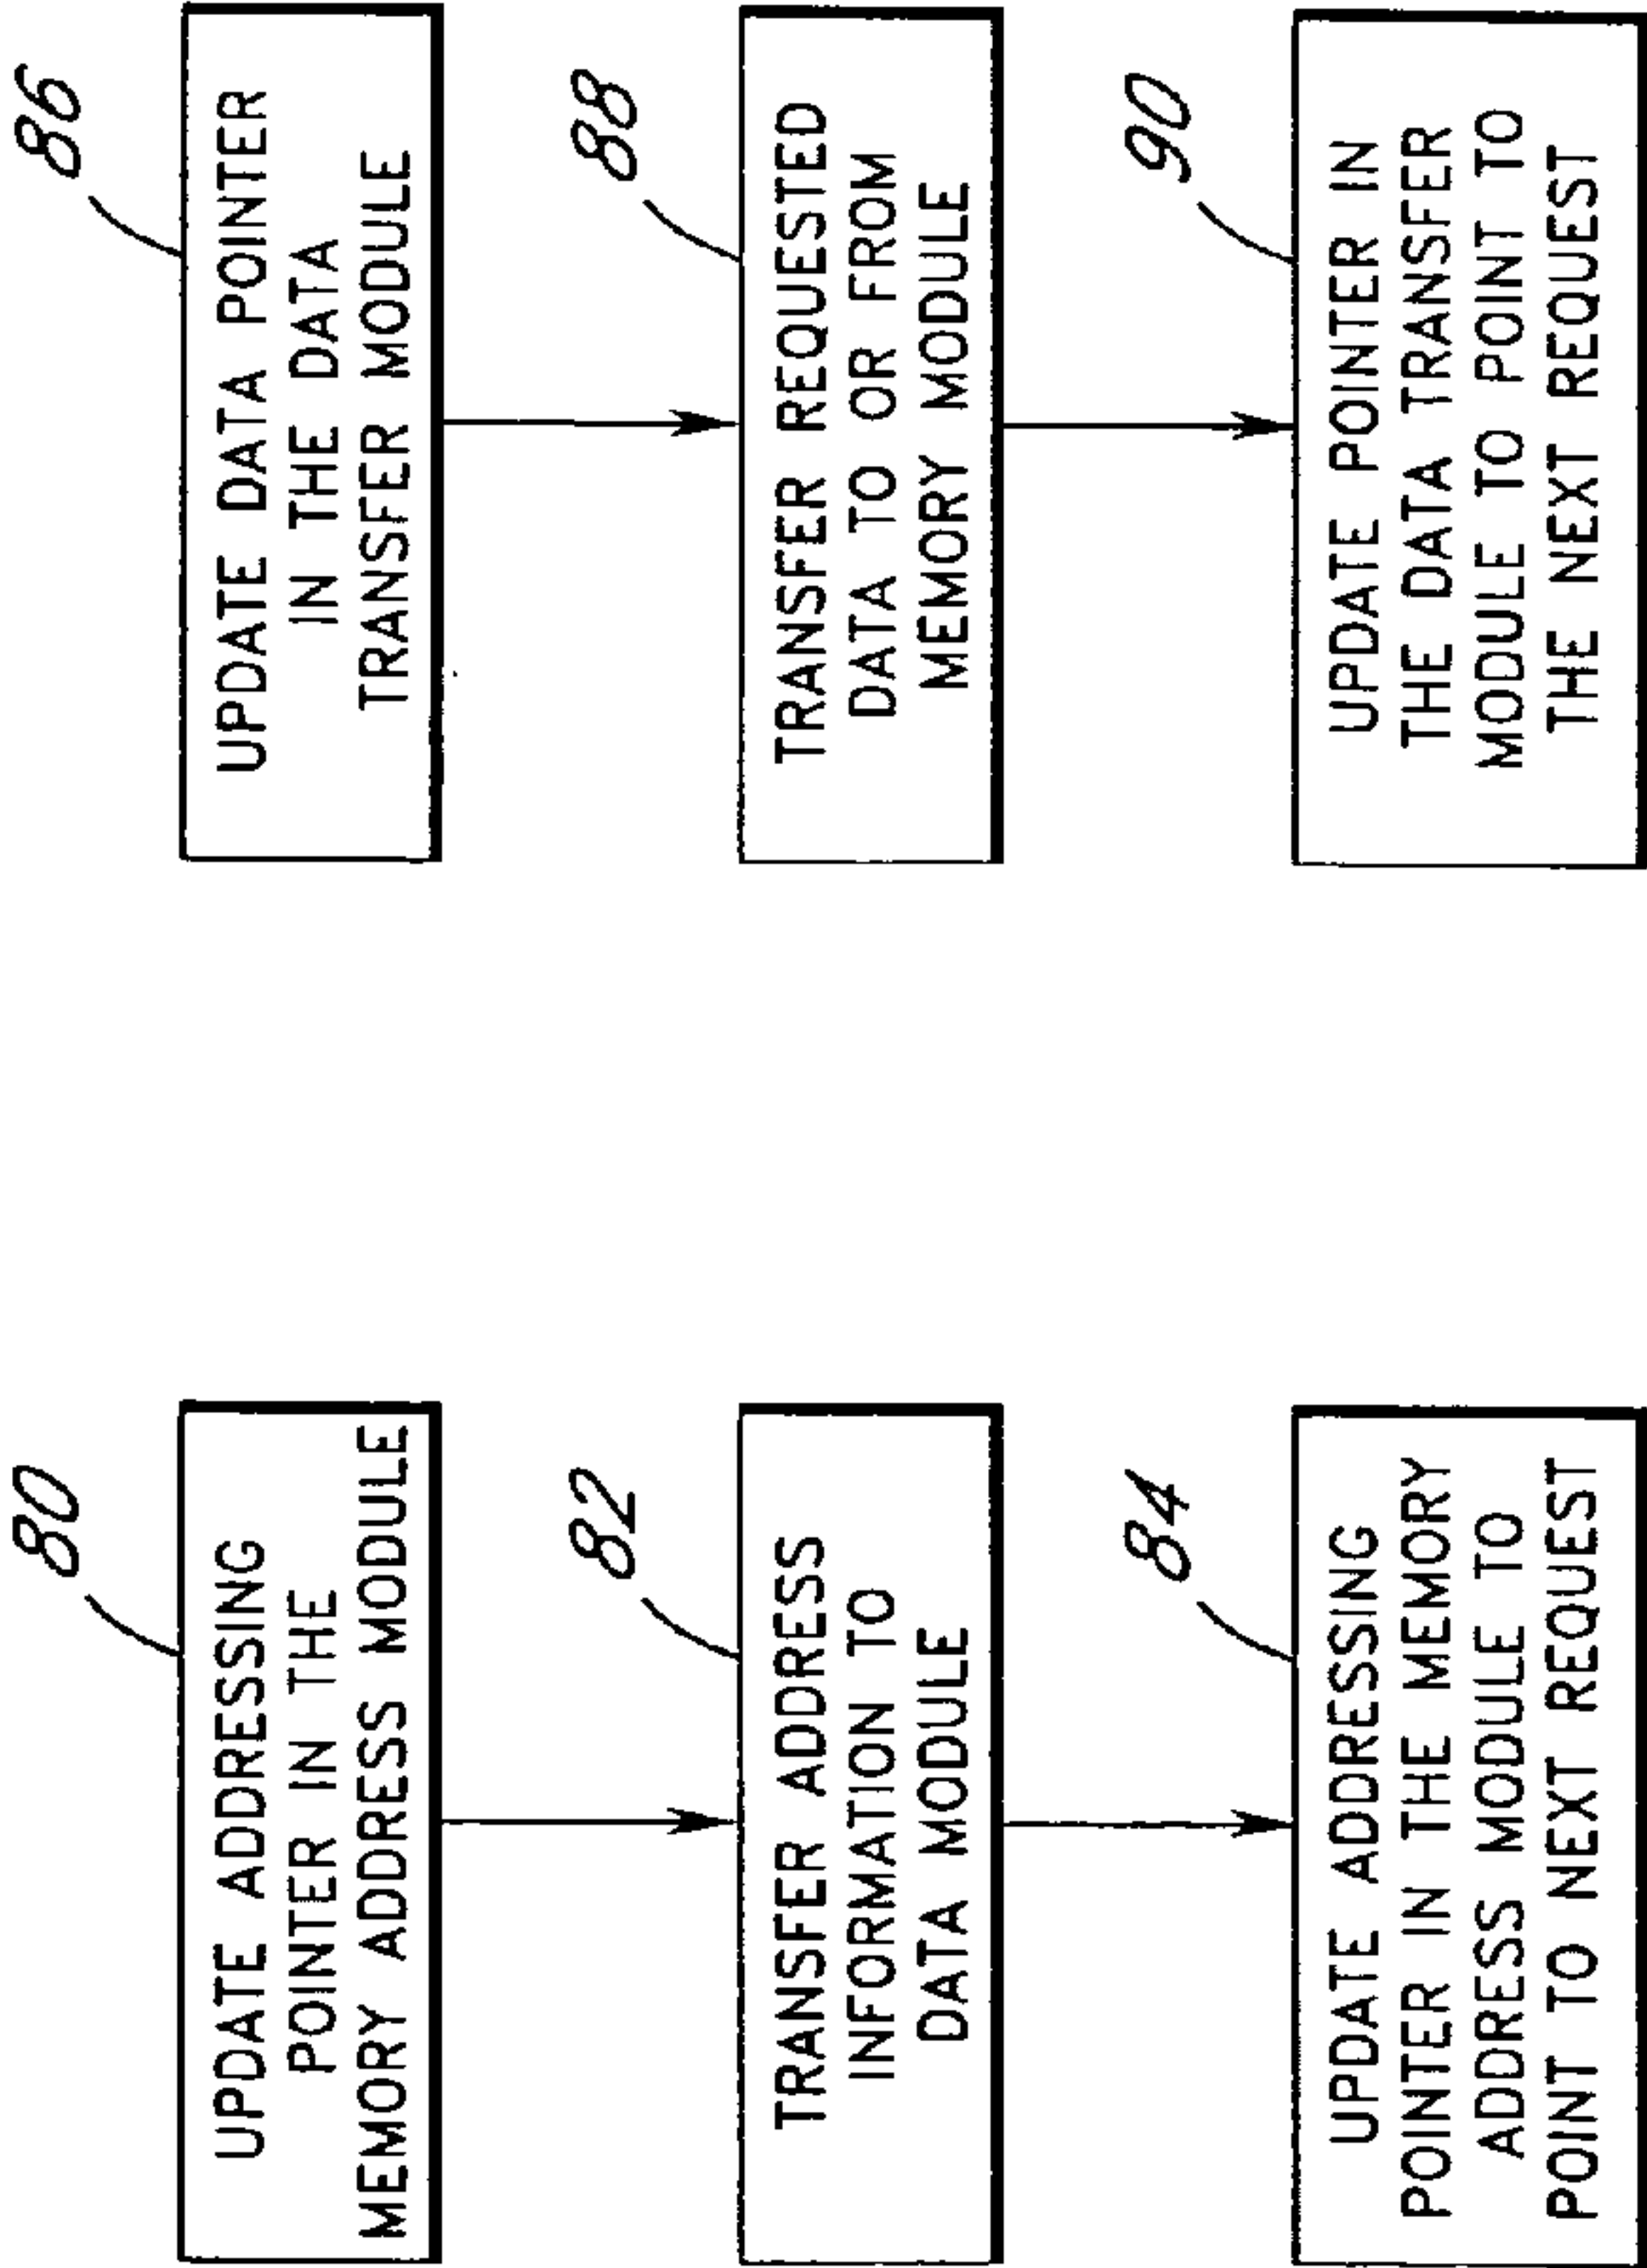 80
UPDATE ADDRESSING
POINTER IN THE
MEMORY ADDRESS MODULE
82
TRANSFER ADDRESS
INFORMATION TO
DATA MODULE
84
UPDATE ADDRESSING
POINTER IN THE MEMORY
ADDRESS MODULE TO
POINT TO NEXT REQUEST
86
UPDATE DATA POINTER
IN THE DATA
TRANSFER MODULE
88
TRANSFER REQUESTED
DATA TO OR FROM
MEMORY MODULE
90
UPDATE POINTER IN
THE DATA TRANSFER
MODULE TO POINT TO
THE NEXT REQUEST